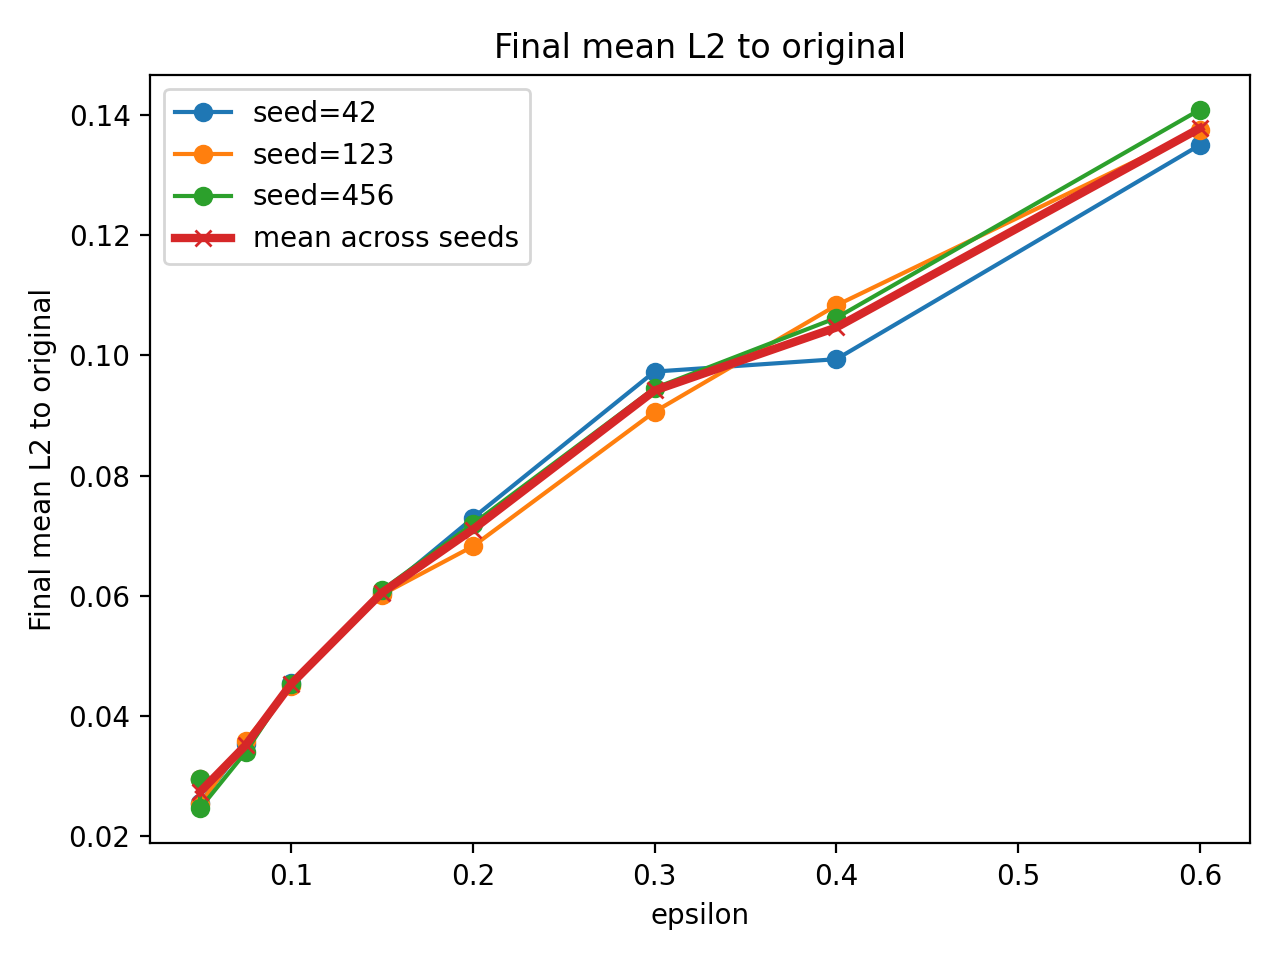 Final mean L2 to original
seed=42
seed=123
seed=456
mean across seeds
Final mean L2 to original
0.14
0.12
0.10
0.08
0.06
0.04
0.02
0.1 0.2 0.3 0.4 0.5 0.6
epsilon